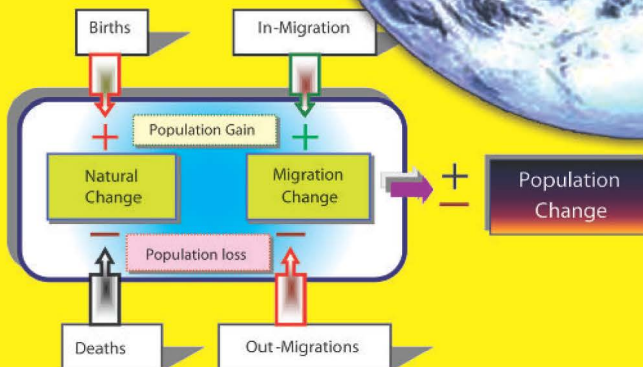 Births
In-Migration
+
Population Gain
+
Natural
Change
Migration
Change
+
−
Population
Change
−
Population loss
−
Deaths
Out-Migrations